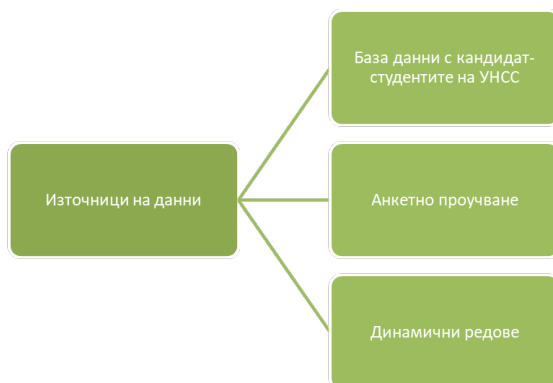 База данни с кандидат-
студентите на УНСС
Източници на данни
Анкетно проучване
Динамични редове